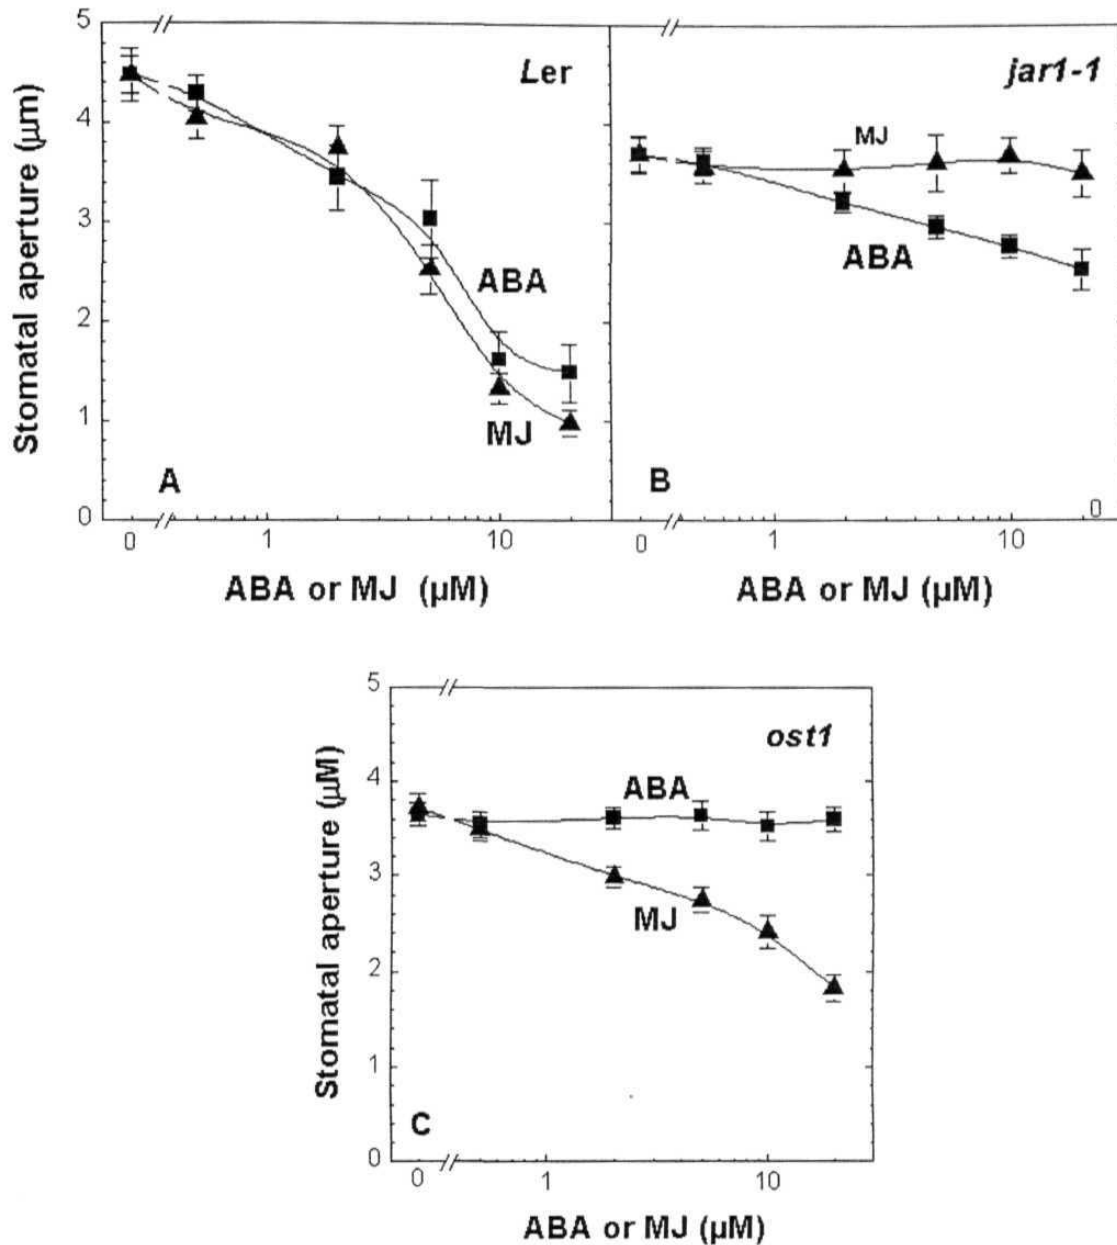 5
4
3
2
1
0
Stomatal aperture (µm)
Ler
ABA
MJ
A
0 1 10
ABA or MJ (µM)
jar1-1
MJ
ABA
B
0
0 1 10
ABA or MJ (µM)
5
4
3
2
1
0
Stomatal aperture (µM)
ost1
ABA
MJ
C
0 1 10
ABA or MJ (µM)